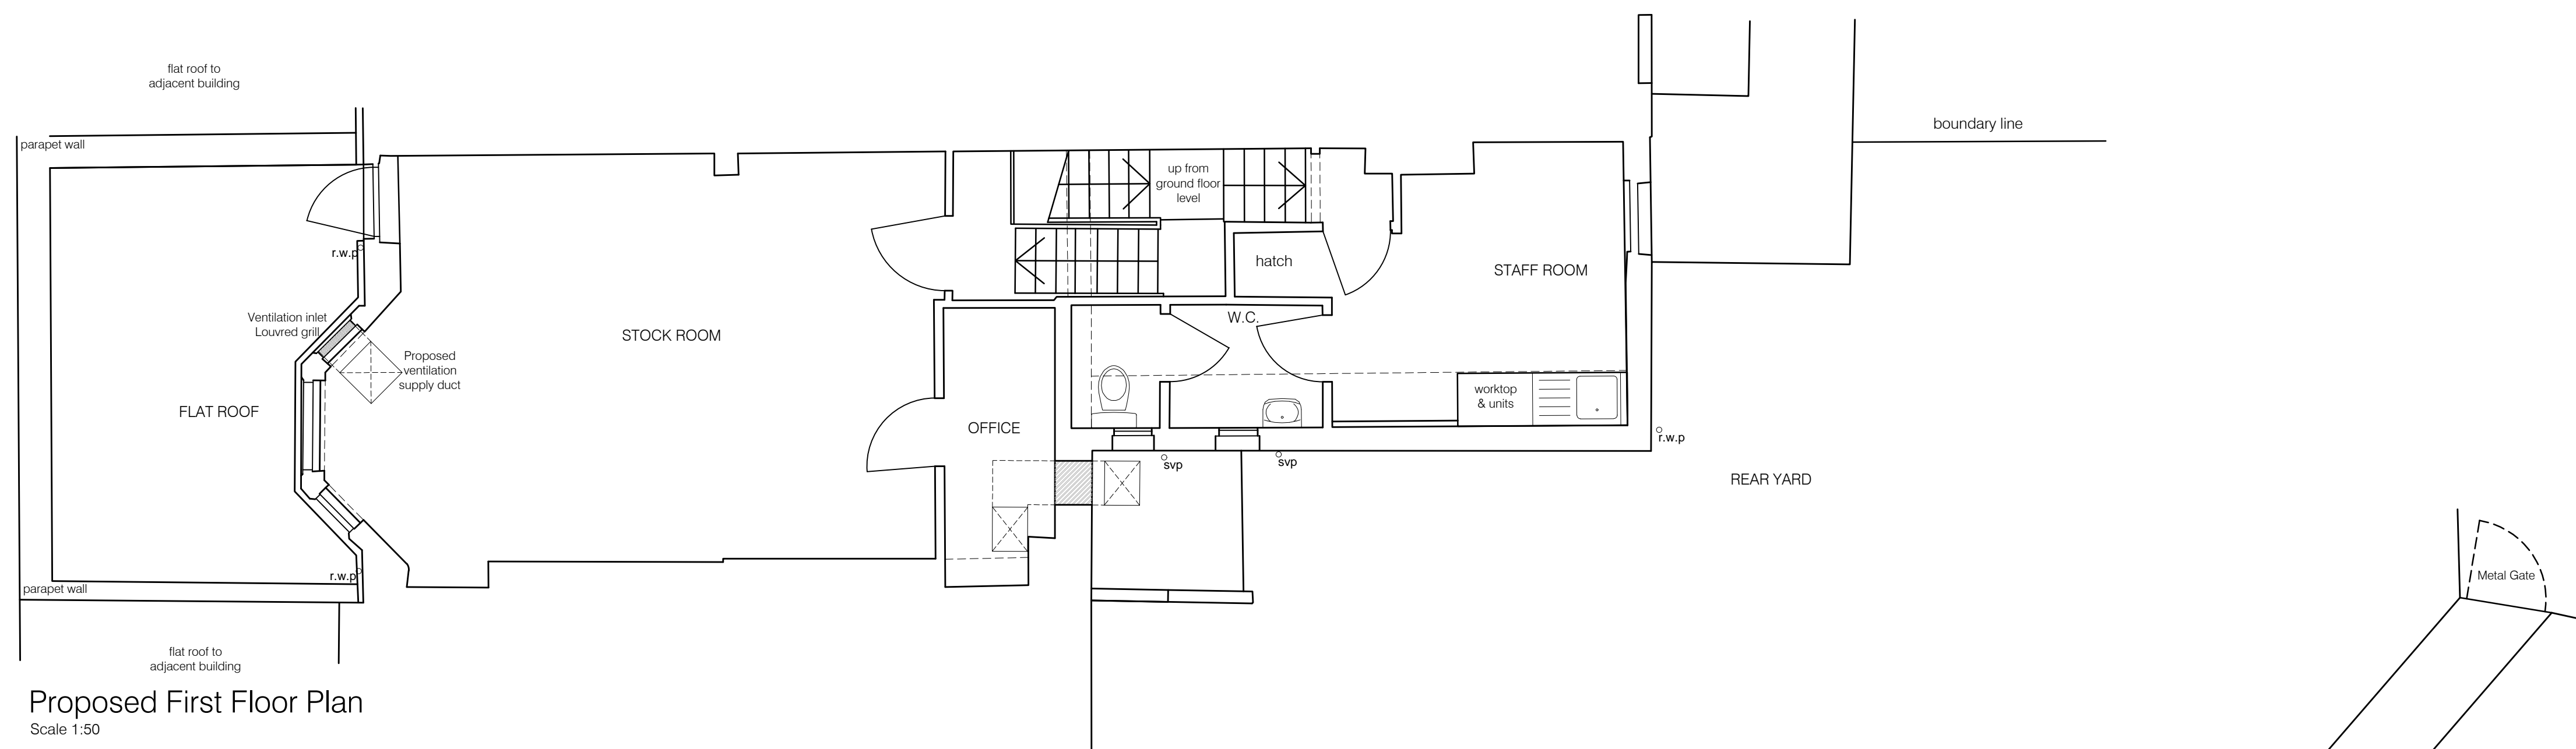 flat roof to
adjacent building
parapet wall
boundary line
up from
ground floor
level
r.w.p
hatch
STAFF ROOM
Ventilation inlet
Louvred grill
W.C.
STOCK ROOM
Proposed
ventilation
supply duct
worktop
& units
FLAT ROOF
OFFICE
r.w.p
svp
svp
REAR YARD
r.w.p
Metal Gate
parapet wall
flat roof to
adjacent building
Proposed First Floor Plan
Scale 1:50